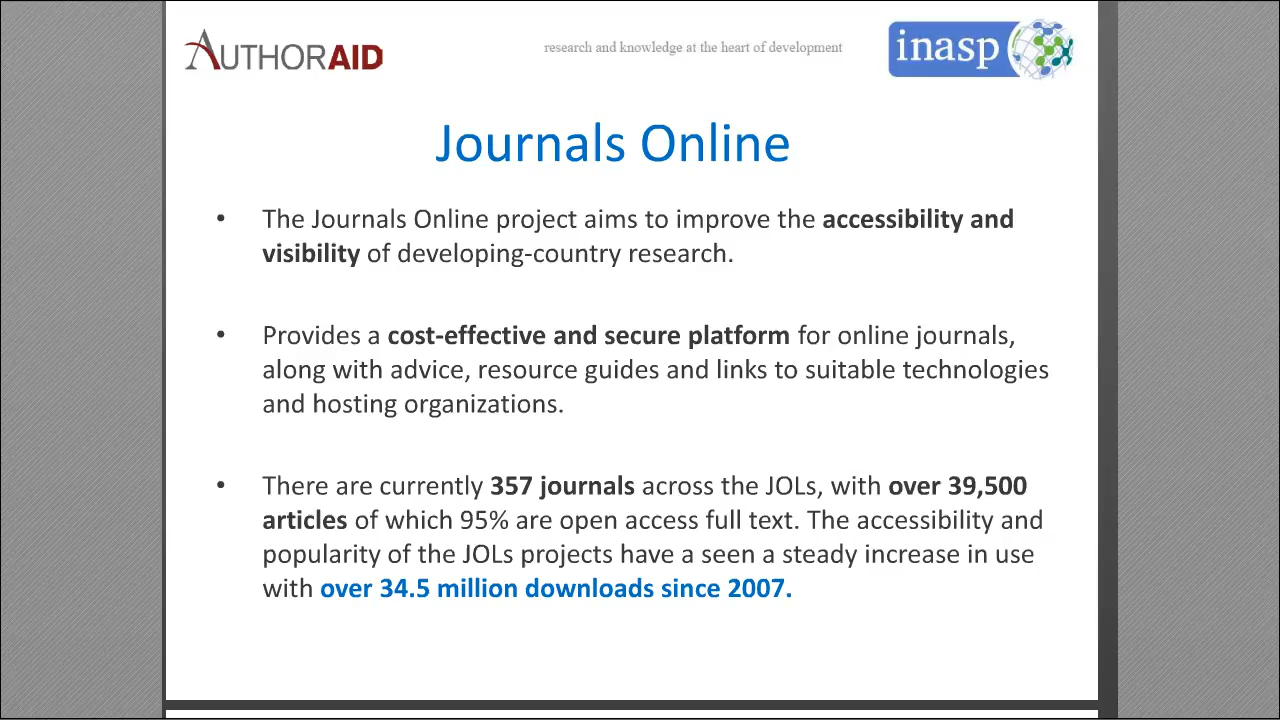 AUTHORAID
research and knowledge at the heart of development
inasp
Journals Online
• The Journals Online project aims to improve the accessibility and
visibility of developing-country research.
• Provides a cost-effective and secure platform for online journals,
along with advice, resource guides and links to suitable technologies
and hosting organizations.
• There are currently 357 journals across the JOLs, with over 39,500
articles of which 95% are open access full text. The accessibility and
popularity of the JOLs projects have a seen a steady increase in use
with over 34.5 million downloads since 2007.